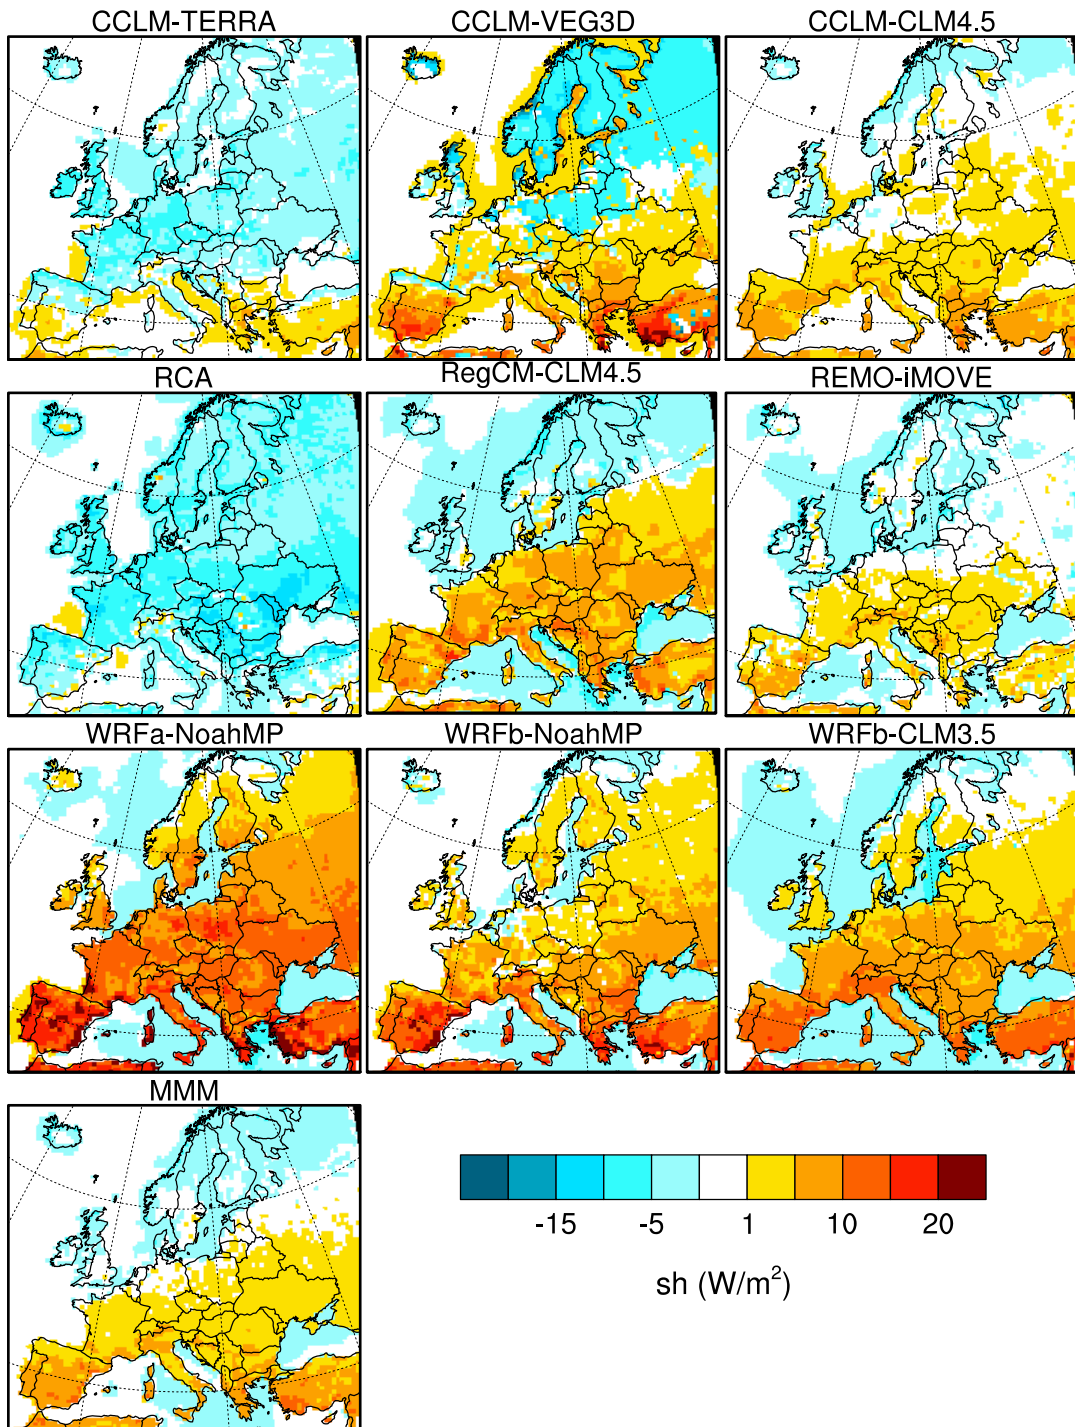 CCLM-TERRA CCLM-VEG3D CCLM-CLM4.5
RCA RegCM-CLM4.5 REMO-iMOVE
WRFa-NoahMP WRFb-NoahMP WRFb-CLM3.5
MMM
-15 -5 1 10 20
sh (W/m²)